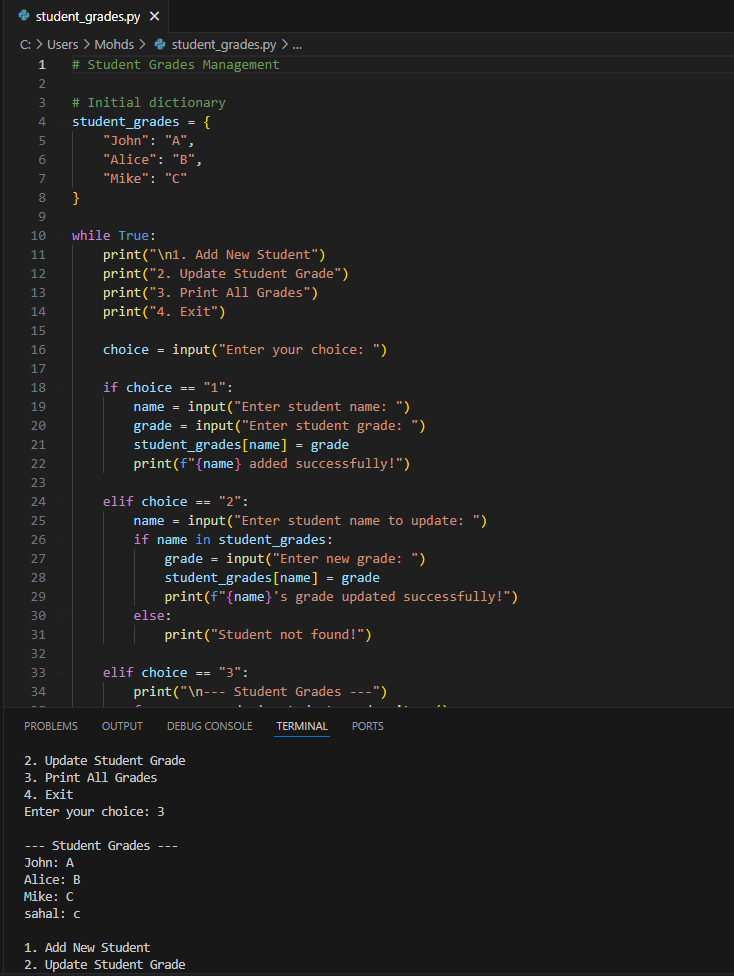 student_grades.py ×
C: > Users > Mohds > student_grades.py > ...
1 # Student Grades Management
2
3 # Initial dictionary
4 student_grades = {
5     "John": "A",
6     "Alice": "B",
7     "Mike": "C"
8 }
9
10 while True:
11     print("\n1. Add New Student")
12     print("2. Update Student Grade")
13     print("3. Print All Grades")
14     print("4. Exit")
15
16     choice = input("Enter your choice: ")
17
18     if choice == "1":
19         name = input("Enter student name: ")
20         grade = input("Enter student grade: ")
21         student_grades[name] = grade
22         print(f"{name} added successfully!")
23
24     elif choice == "2":
25         name = input("Enter student name to update: ")
26         if name in student_grades:
27             grade = input("Enter new grade: ")
28             student_grades[name] = grade
29             print(f"{name}'s grade updated successfully!")
30         else:
31             print("Student not found!")
32
33     elif choice == "3":
34         print("\n--- Student Grades ---")
PROBLEMS OUTPUT DEBUG CONSOLE TERMINAL PORTS
2. Update Student Grade
3. Print All Grades
4. Exit
Enter your choice: 3
--- Student Grades ---
John: A
Alice: B
Mike: C
sahal: c
1. Add New Student
2. Update Student Grade